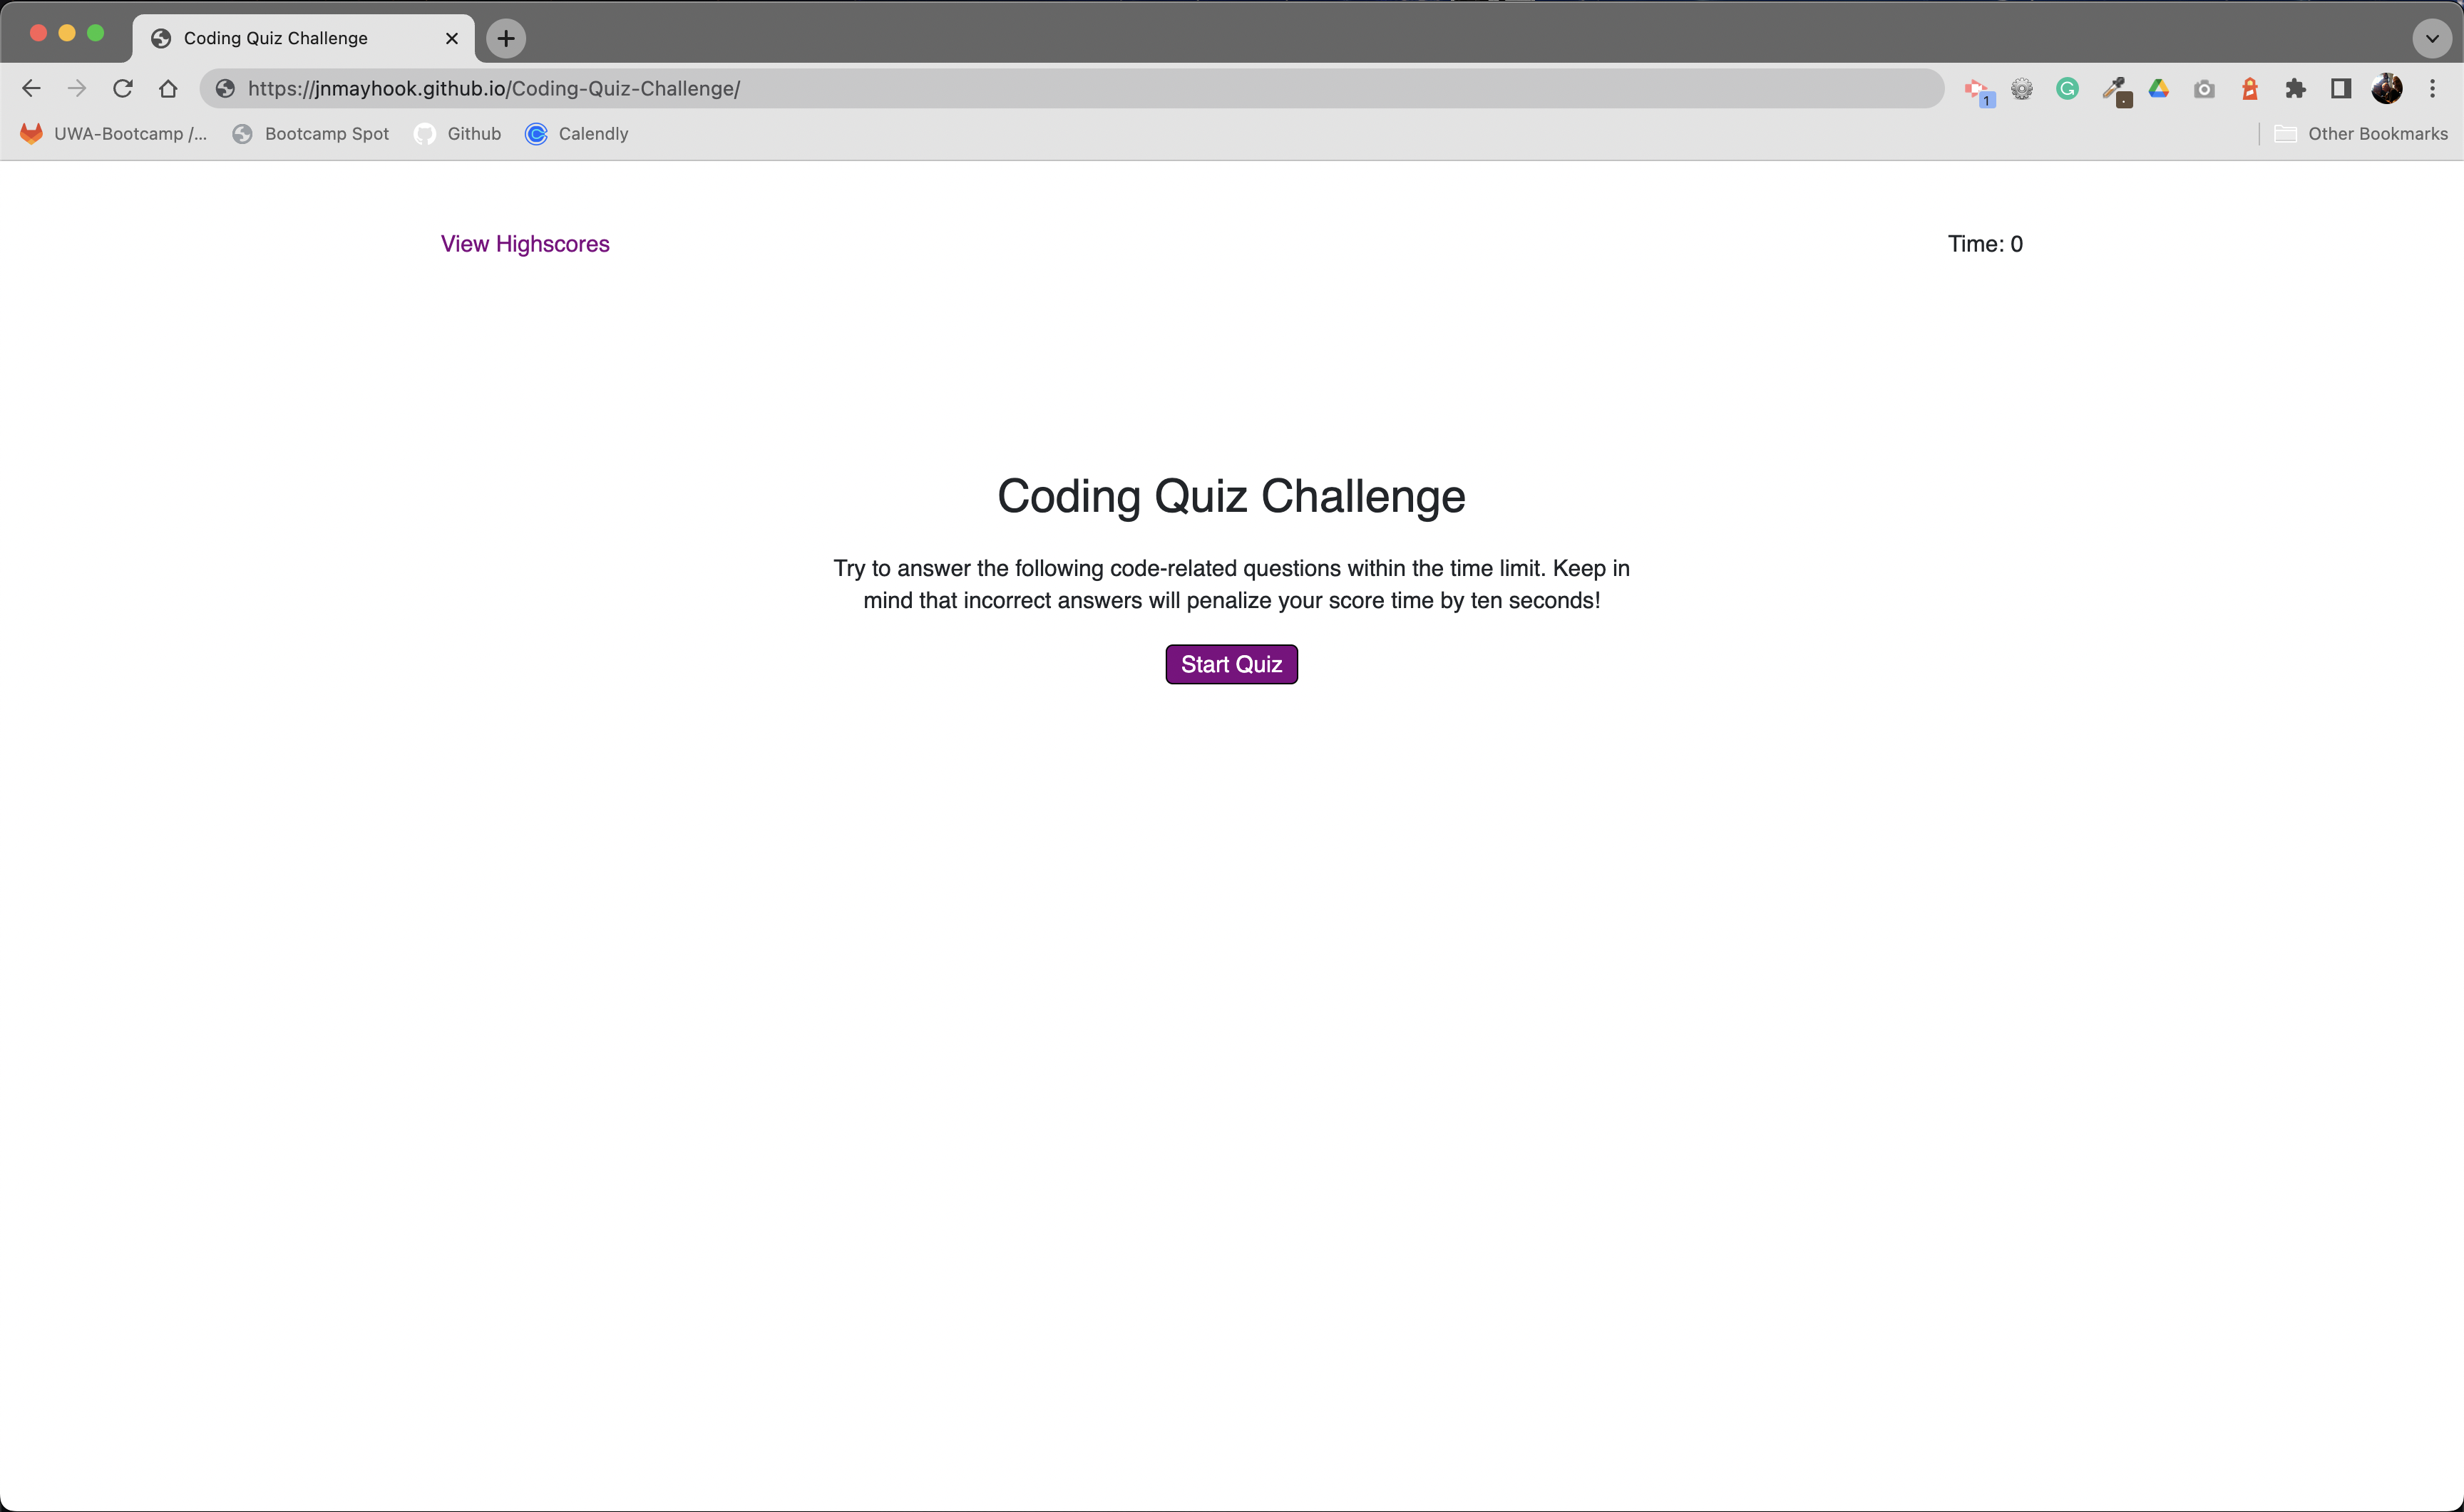 Coding Quiz Challenge
https://jnmayhook.github.io/Coding-Quiz-Challenge/
1
UWA-Bootcamp /...
Bootcamp Spot
Github
Calendly
Other Bookmarks
View Highscores
Time: 0
Coding Quiz Challenge
Try to answer the following code-related questions within the time limit. Keep in
mind that incorrect answers will penalize your score time by ten seconds!
Start Quiz